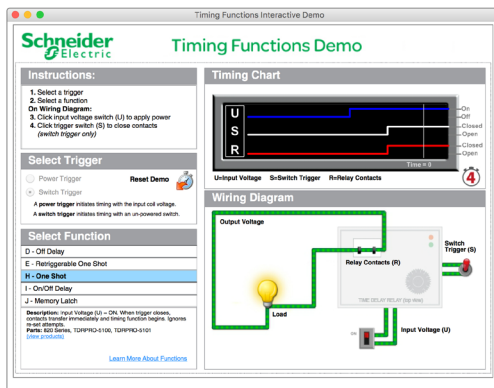 Timing Functions Interactive Demo
Schneider
Electric
Timing Functions Demo
Instructions:
1. Select a trigger
2. Select a function
On Wiring Diagram:
3. Click input voltage switch (U) to apply power
4. Click trigger switch (S) to close contacts
(switch trigger only)
Select Trigger
Power Trigger
Reset Demo
Switch Trigger
A power trigger initiates timing with the input coil voltage.
A switch trigger initiates timing with an un-powered switch.
Select Function
D - Off Delay
E - Retriggerable One Shot
H - One Shot
I - On/Off Delay
J - Memory Latch
Description: Input Voltage (U) = ON. When trigger closes,
contacts transfer immediately and timing function begins. Ignores
re-set attempts.
Parts: 820 Series, TDRPRO-5100, TDRPRO-5101
(view products)
Learn More About Functions
Timing Chart
U
S
R
On
Off
Closed
Open
Closed
Open
Time = 8
U=Input Voltage S=Switch Trigger R=Relay Contacts
4
Wiring Diagram
Output Voltage
Relay Contacts (R)
Switch
Trigger (S)
Load
TIME DELAY RELAY (top view)
ON
Input Voltage (U)